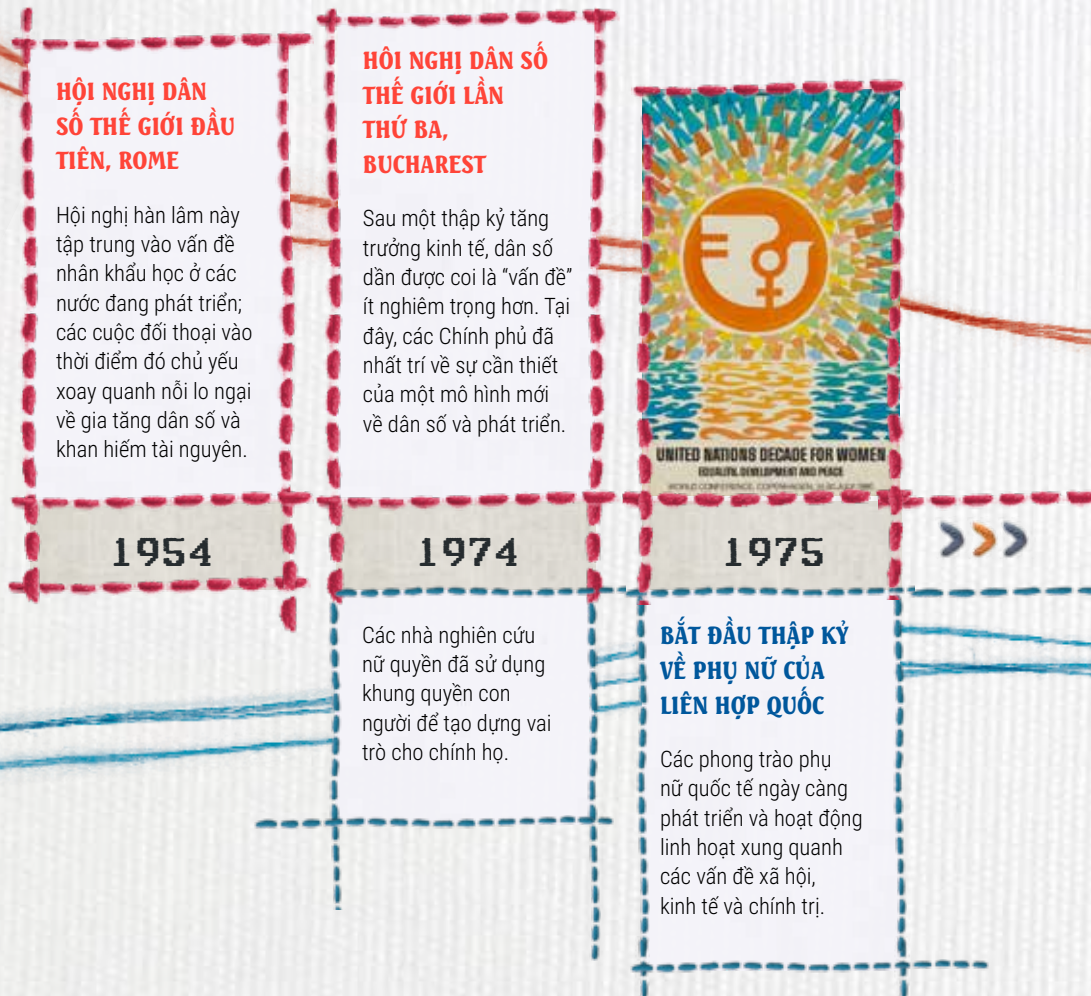 HỘI NGHỊ DÂN
SỐ THẾ GIỚI ĐẦU
TIÊN, ROME
Hội nghị hàn lâm này
tập trung vào vấn đề
nhân khẩu học ở các
nước đang phát triển;
các cuộc đối thoại vào
thời điểm đó chủ yếu
xoay quanh nỗi lo ngại
về gia tăng dân số và
khan hiếm tài nguyên.
1954
HÔI NGHỊ DÂN SỐ
THẾ GIỚI LẦN
THỨ BA,
BUCHAREST
Sau một thập kỷ tăng
trưởng kinh tế, dân số
dần được coi là “vấn đề”
ít nghiêm trọng hơn. Tại
đây, các Chính phủ đã
nhất trí về sự cần thiết
của một mô hình mới
về dân số và phát triển.
1974
Các nhà nghiên cứu
nữ quyền đã sử dụng
khung quyền con
người để tạo dựng vai
trò cho chính họ.
UNITED NATIONS DECADE FOR WOMEN
EQUALITY, DEVELOPMENT AND PEACE
WORLD CONFERENCE, COPENHAGEN, JULY 1980
1975
BẮT ĐẦU THẬP KỶ
VỀ PHỤ NỮ CỦA
LIÊN HỢP QUỐC
Các phong trào phụ
nữ quốc tế ngày càng
phát triển và hoạt động
linh hoạt xung quanh
các vấn đề xã hội,
kinh tế và chính trị.